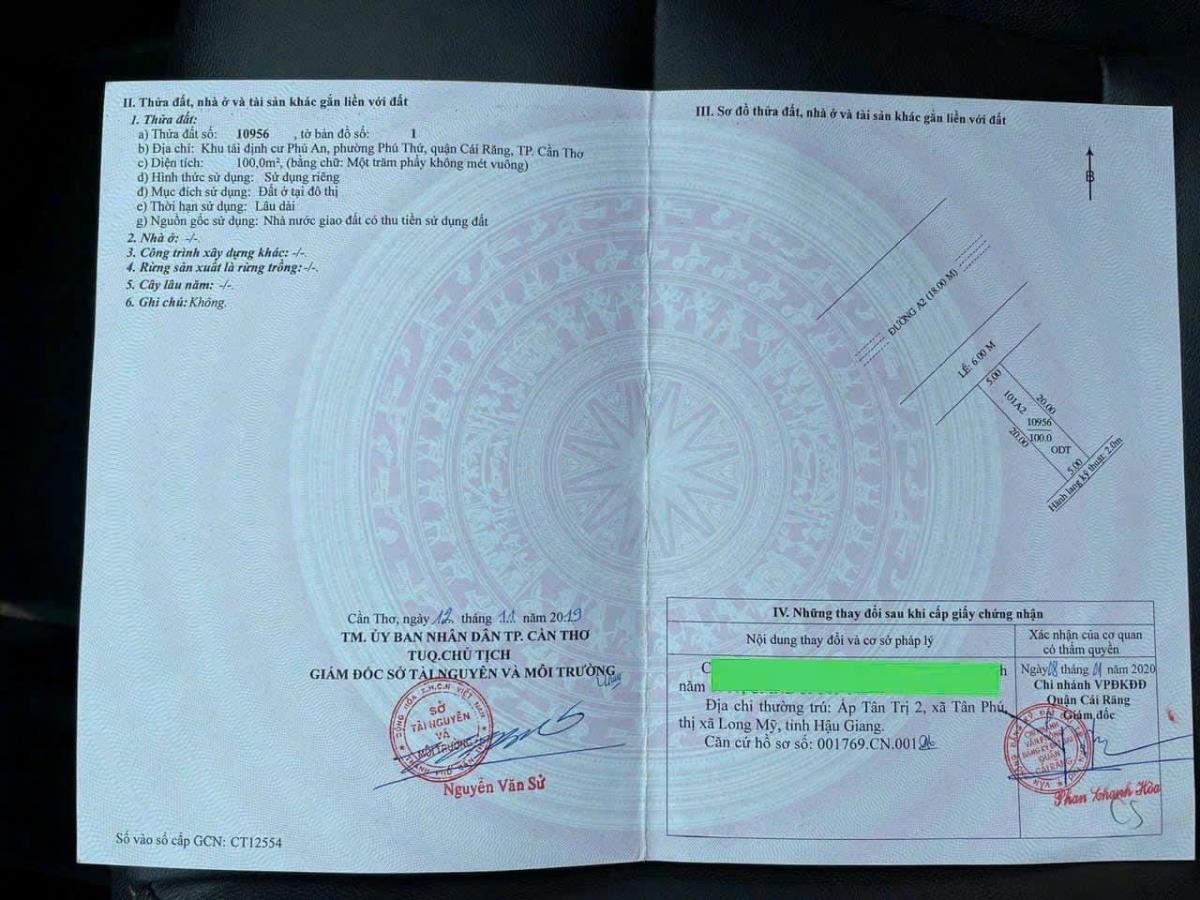 II. Thửa đất, nhà ở và tài sản khác gắn liền với đất
1. Thửa đất:
a) Thửa đất số: 10956 , tờ bản đồ số: 1
b) Địa chỉ: Khu tái định cư Phú An, phường Phú Thứ, quận Cái Răng, TP. Cần Thơ
c) Diện tích: 100,0m², (bằng chữ: Một trăm phẩy không mét vuông)
d) Hình thức sử dụng: Sử dụng riêng
đ) Mục đích sử dụng: Đất ở tại đô thị
e) Thời hạn sử dụng: Lâu dài
g) Nguồn gốc sử dụng: Nhà nước giao đất có thu tiền sử dụng đất
2. Nhà ở: -/-.
3. Công trình xây dựng khác: -/-.
4. Rừng sản xuất là rừng trồng: -/-.
5. Cây lâu năm: -/-.
6. Ghi chú: Không.
Cần Thơ, ngày 12 tháng 11 năm 2019
TM. ỦY BAN NHÂN DÂN TP. CẦN THƠ
TUQ.CHỦ TỊCH
GIÁM ĐỐC SỞ TÀI NGUYÊN VÀ MÔI TRƯỜNG
SỞ
TÀI NGUYÊN
VÀ
MÔI TRƯỜNG
Nguyễn Văn Sử
Số vào sổ cấp GCN: CT12554
III. Sơ đồ thửa đất, nhà ở và tài sản khác gắn liền với đất
B
ĐƯỜNG A2 (18.00 M)
LỀ: 6.00 M
5.00
101A2
20.00
10956
100.0
20.00
ODT
5.00
Hành lang kỹ thuật: 2.0m
IV. Những thay đổi sau khi cấp giấy chứng nhận
Nội dung thay đổi và cơ sở pháp lý
Xác nhận của cơ quan
có thẩm quyền
năm
Địa chỉ thường trú: Ấp Tân Trị 2, xã Tân Phú,
thị xã Long Mỹ, tỉnh Hậu Giang.
Căn cứ hồ sơ số: 001769.CN.001
Ngày 08 tháng 01 năm 2020
Chi nhánh VPĐKĐĐ
Quận Cái Răng
Giám đốc
CHI NHÁNH
VĂN PHÒNG
ĐĂNG KÝ ĐẤT ĐAI
QUẬN
CÁI RĂNG
Phan Thanh Hòa